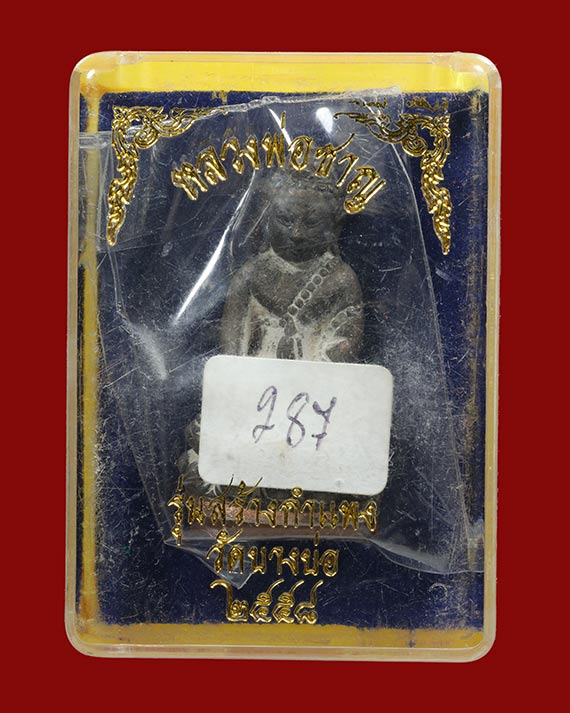 หลวงพ่อชาญ
287
รุ่นสร้างกำแพง
วัดบางบ่อ
๒๕๕๘